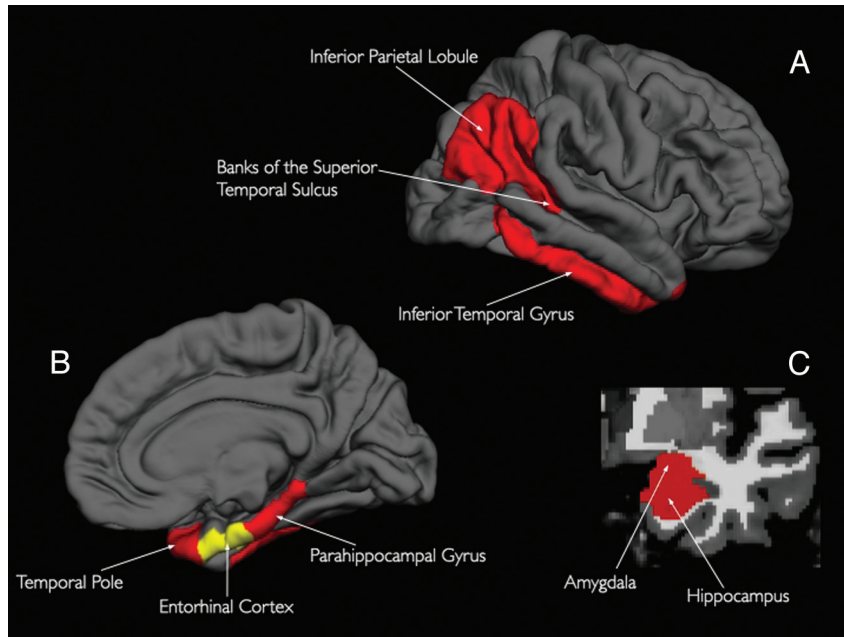 A
Inferior Parietal Lobule
Banks of the Superior
Temporal Sulcus
Inferior Temporal Gyrus
B
C
Temporal Pole
Entorhinal Cortex
Parahippocampal Gyrus
Amygdala
Hippocampus